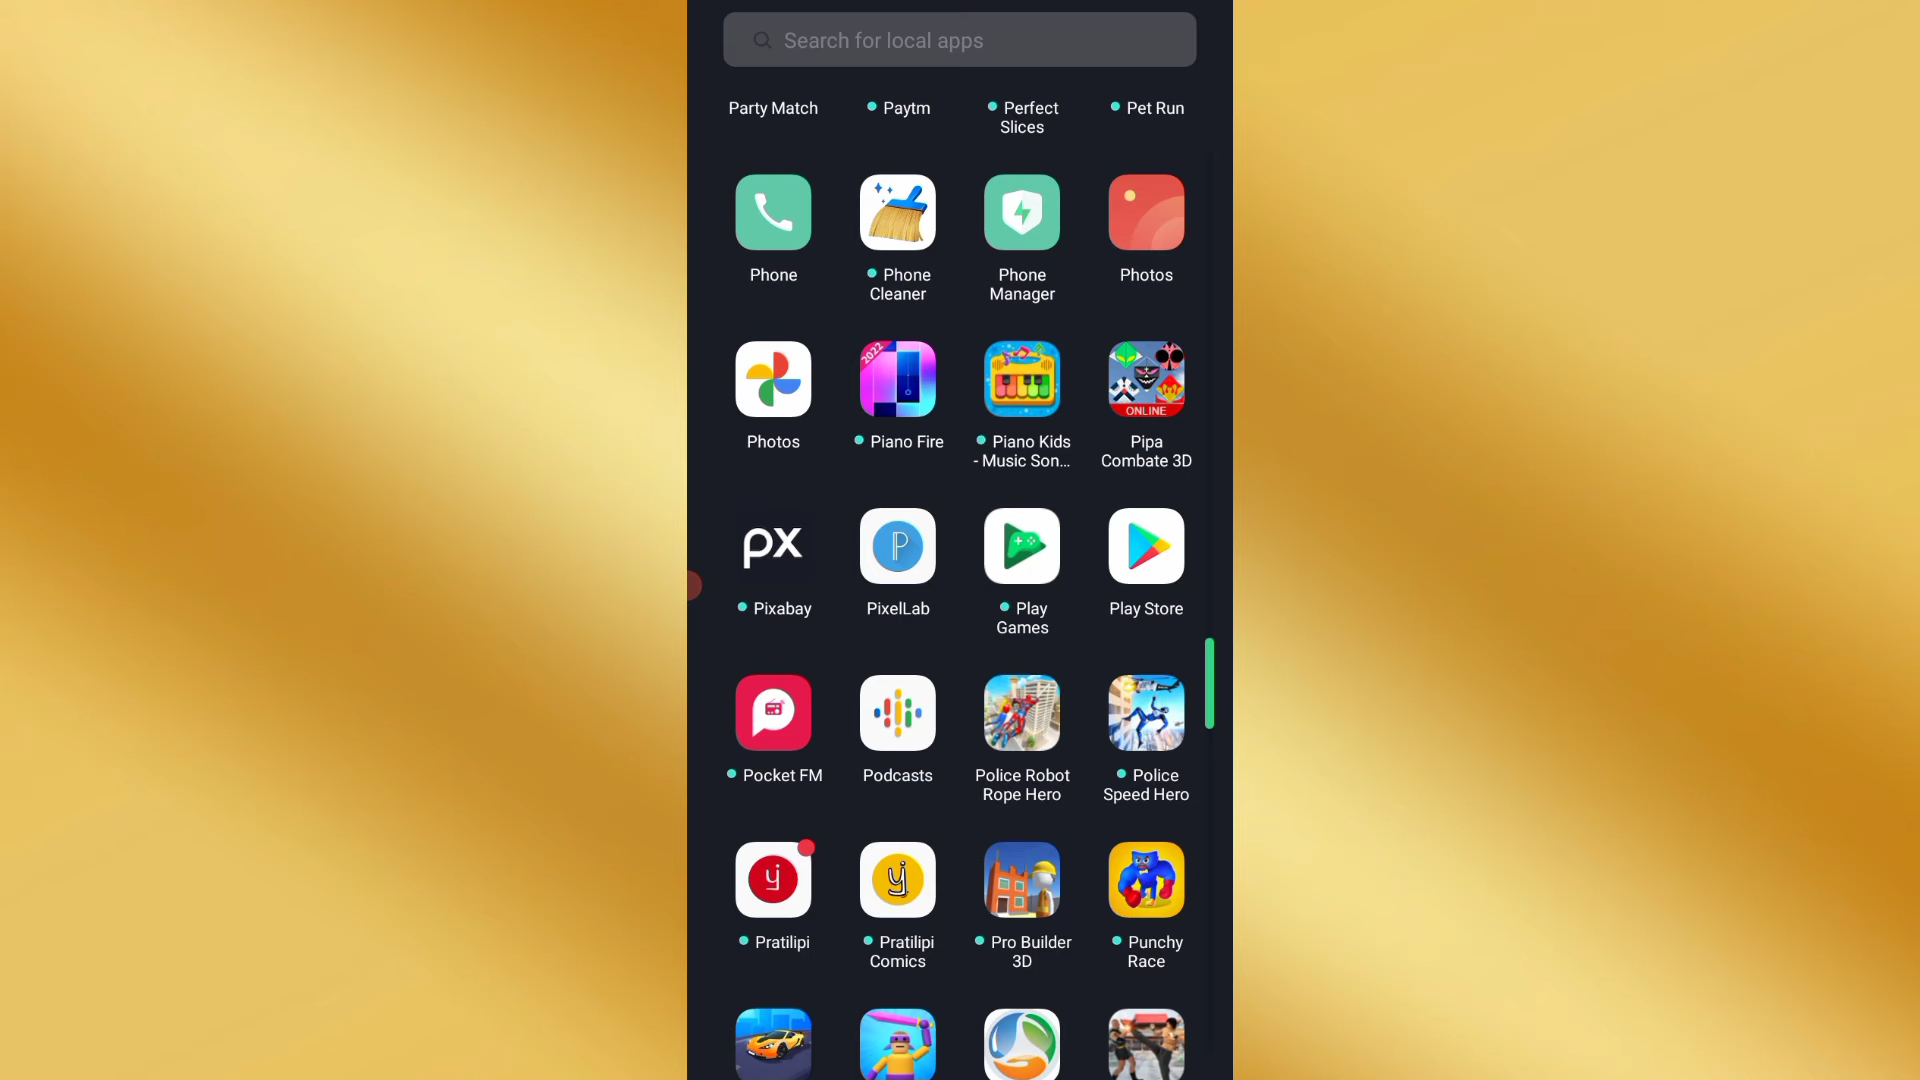 Search for local apps
Party Match
Paytm
Perfect
Slices
Pet Run
Phone
Phone
Cleaner
Phone
Manager
Photos
2022
ONLINE
Photos
Piano Fire
Piano Kids
- Music Son...
Pipa
Combate 3D
px
P
Pixabay
PixelLab
Play
Games
Play Store
Pocket FM
Podcasts
Police Robot
Rope Hero
Police
Speed Hero
Pratilipi
Pratilipi
Comics
Pro Builder
3D
Punchy
Race